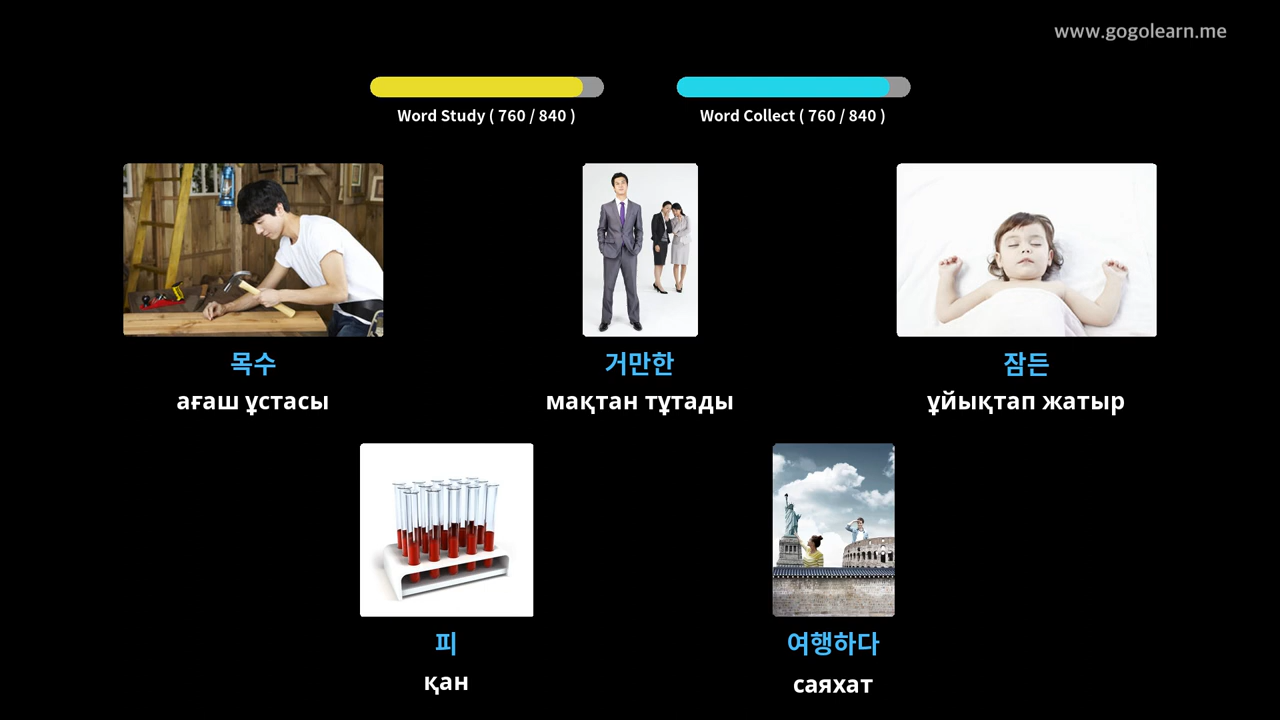 www.gogolearn.me
Word Study ( 760 / 840 )
Word Collect ( 760 / 840 )
목수
거만한
잠든
ағаш ұстасы
мақтан тұтады
ұйықтап жатыр
피
여행하다
қан
саяхат